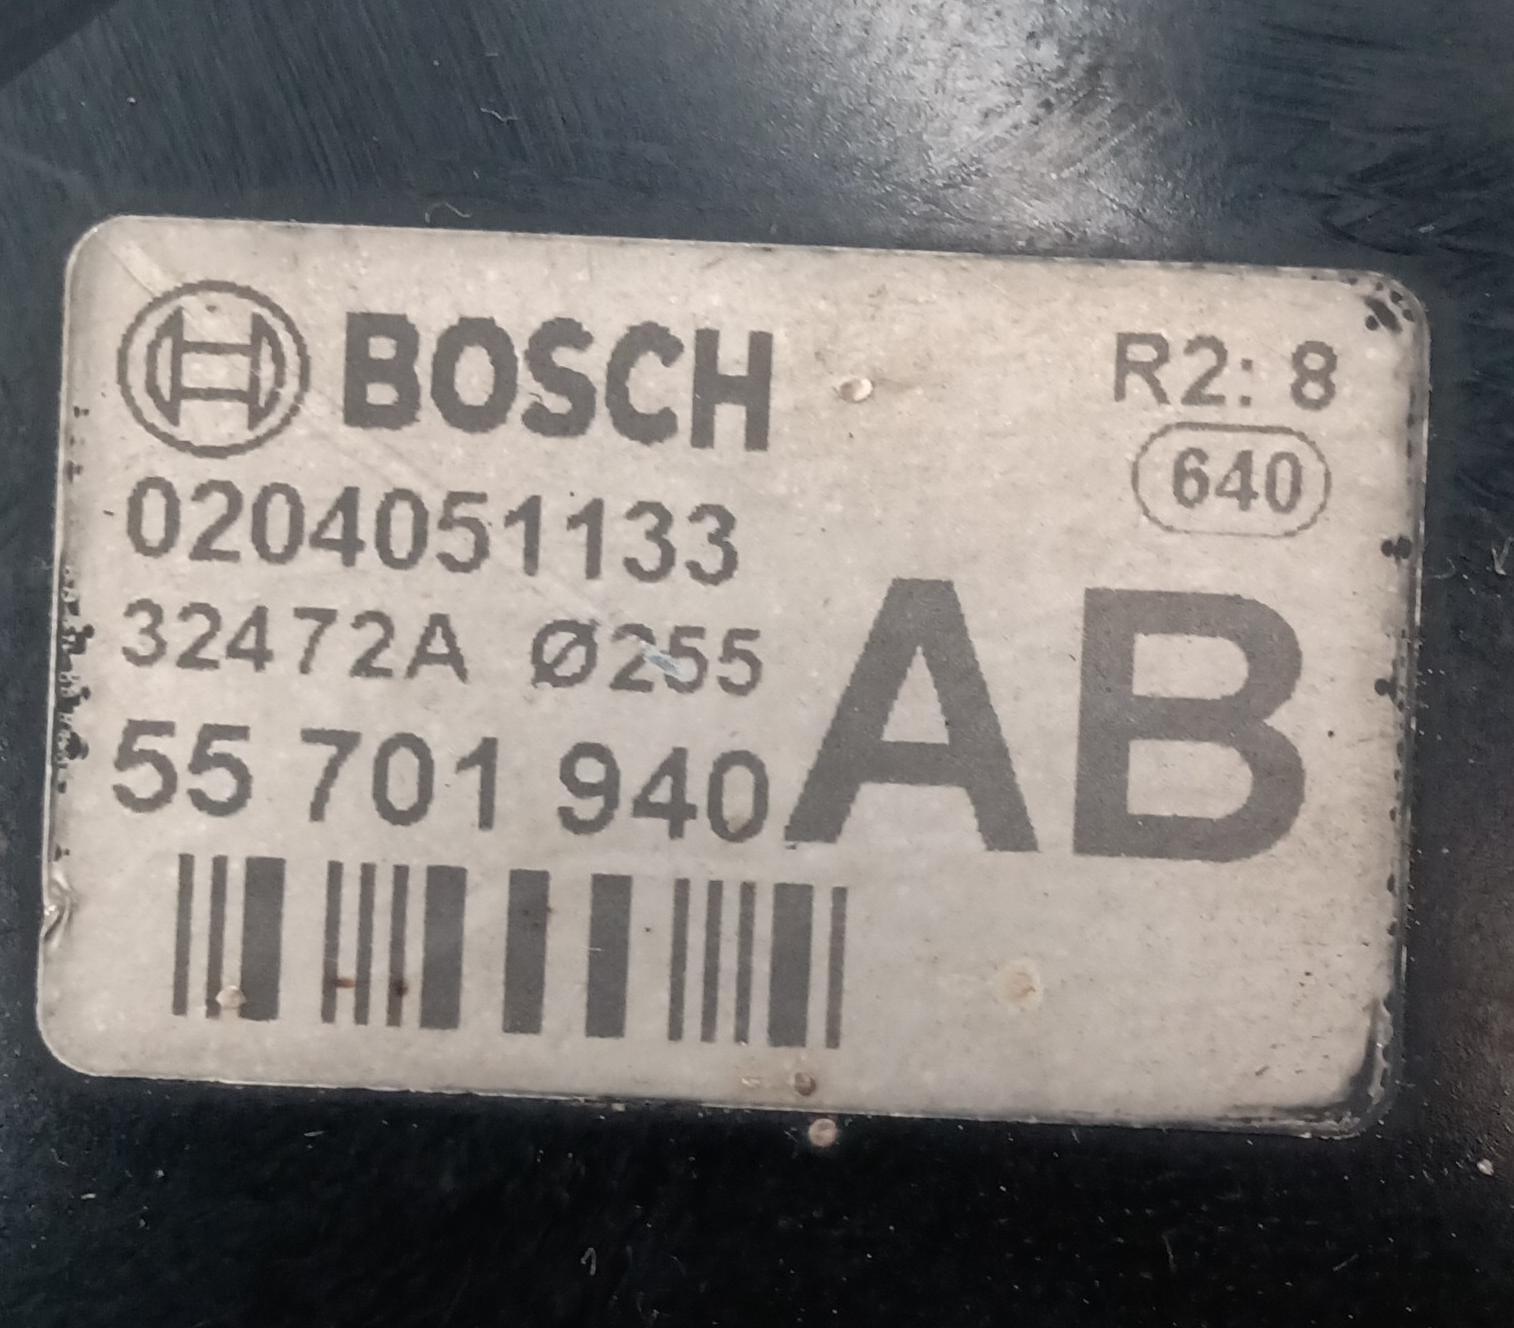 BOSCH
R2: 8
640
0204051133
32472A Ø255
55 701 940
AB